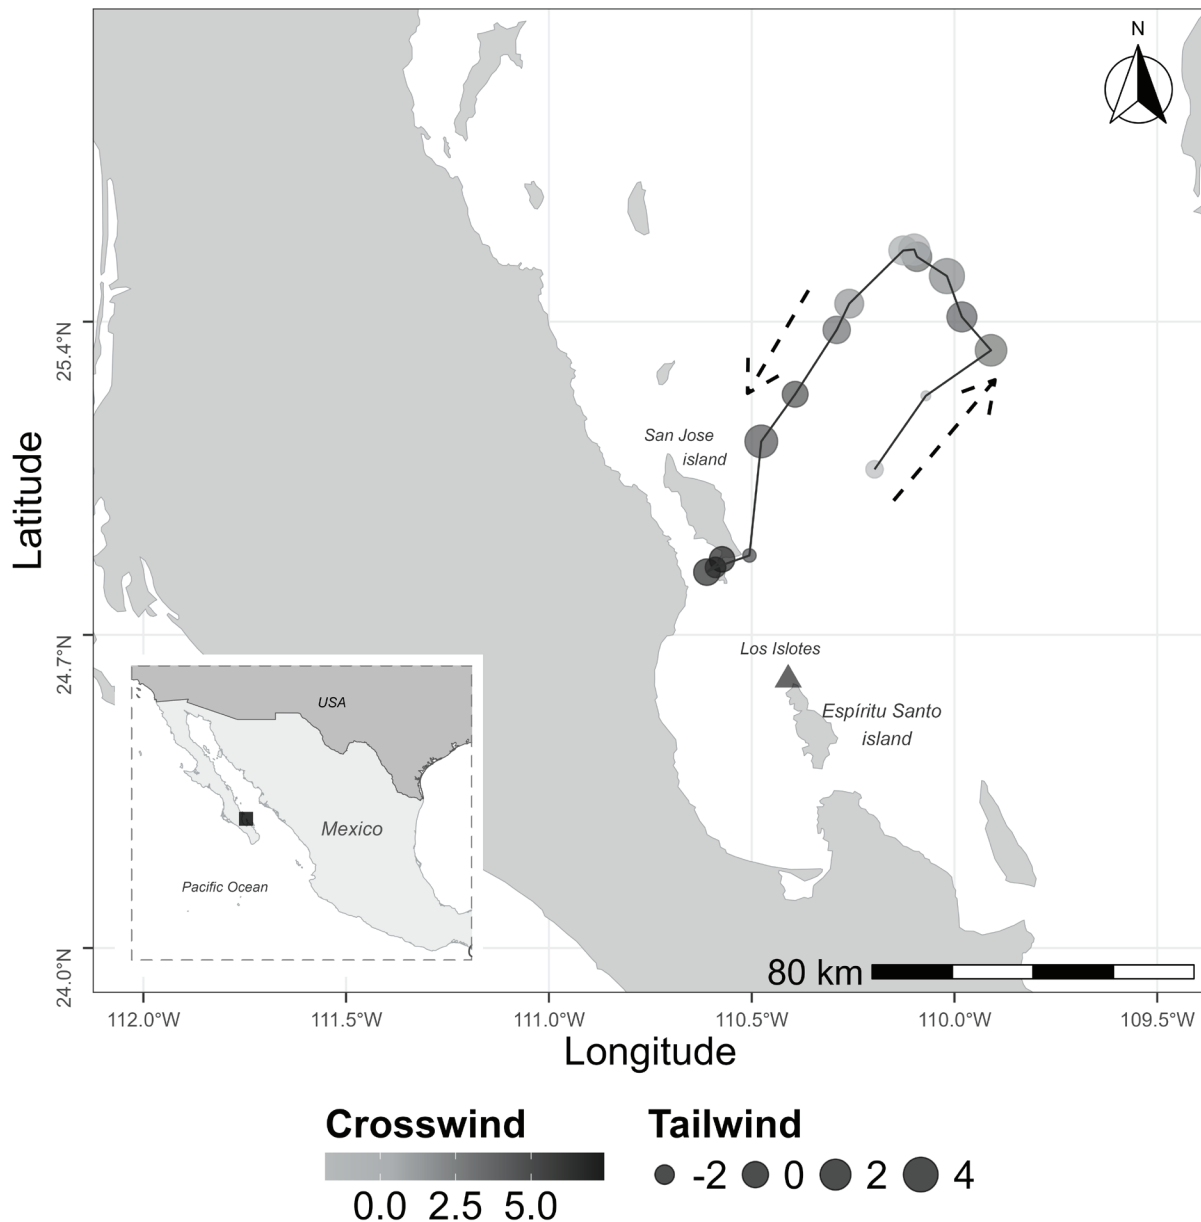 N
25.4°N
24.7°N
24.0°N
Latitude
San Jose
island
Los Islotes
Espíritu Santo
island
USA
Mexico
Pacific Ocean
80 km
112.0°W 111.5°W 111.0°W 110.5°W 110.0°W 109.5°W
Longitude
Crosswind
0.0 2.5 5.0
Tailwind
-2 0 2 4